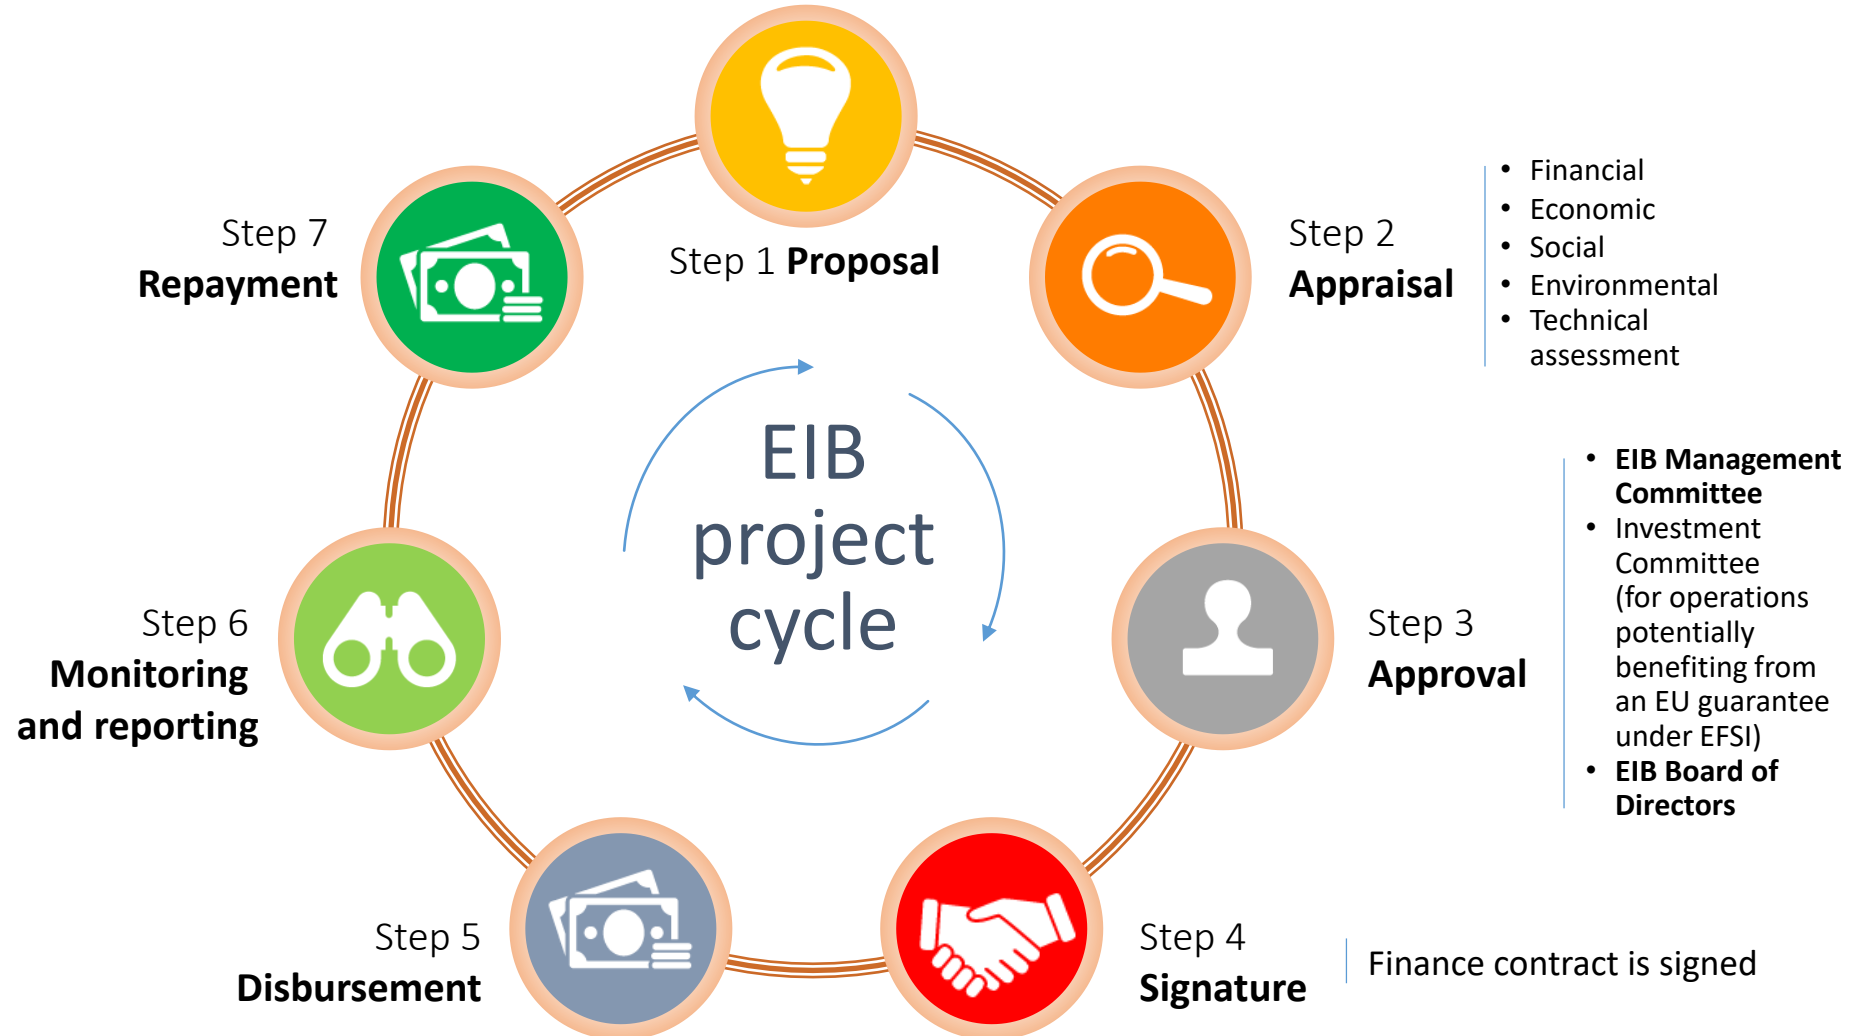 Step 1 Proposal
Step 2
Appraisal
• Financial
• Economic
• Social
• Environmental
• Technical
assessment
Step 3
Approval
• EIB Management
Committee
• Investment
Committee
(for operations
potentially
benefiting from
an EU guarantee
under EFSI)
• EIB Board of
Directors
Step 4
Signature
Finance contract is signed
Step 5
Disbursement
Step 6
Monitoring
and reporting
Step 7
Repayment
EIB
project
cycle